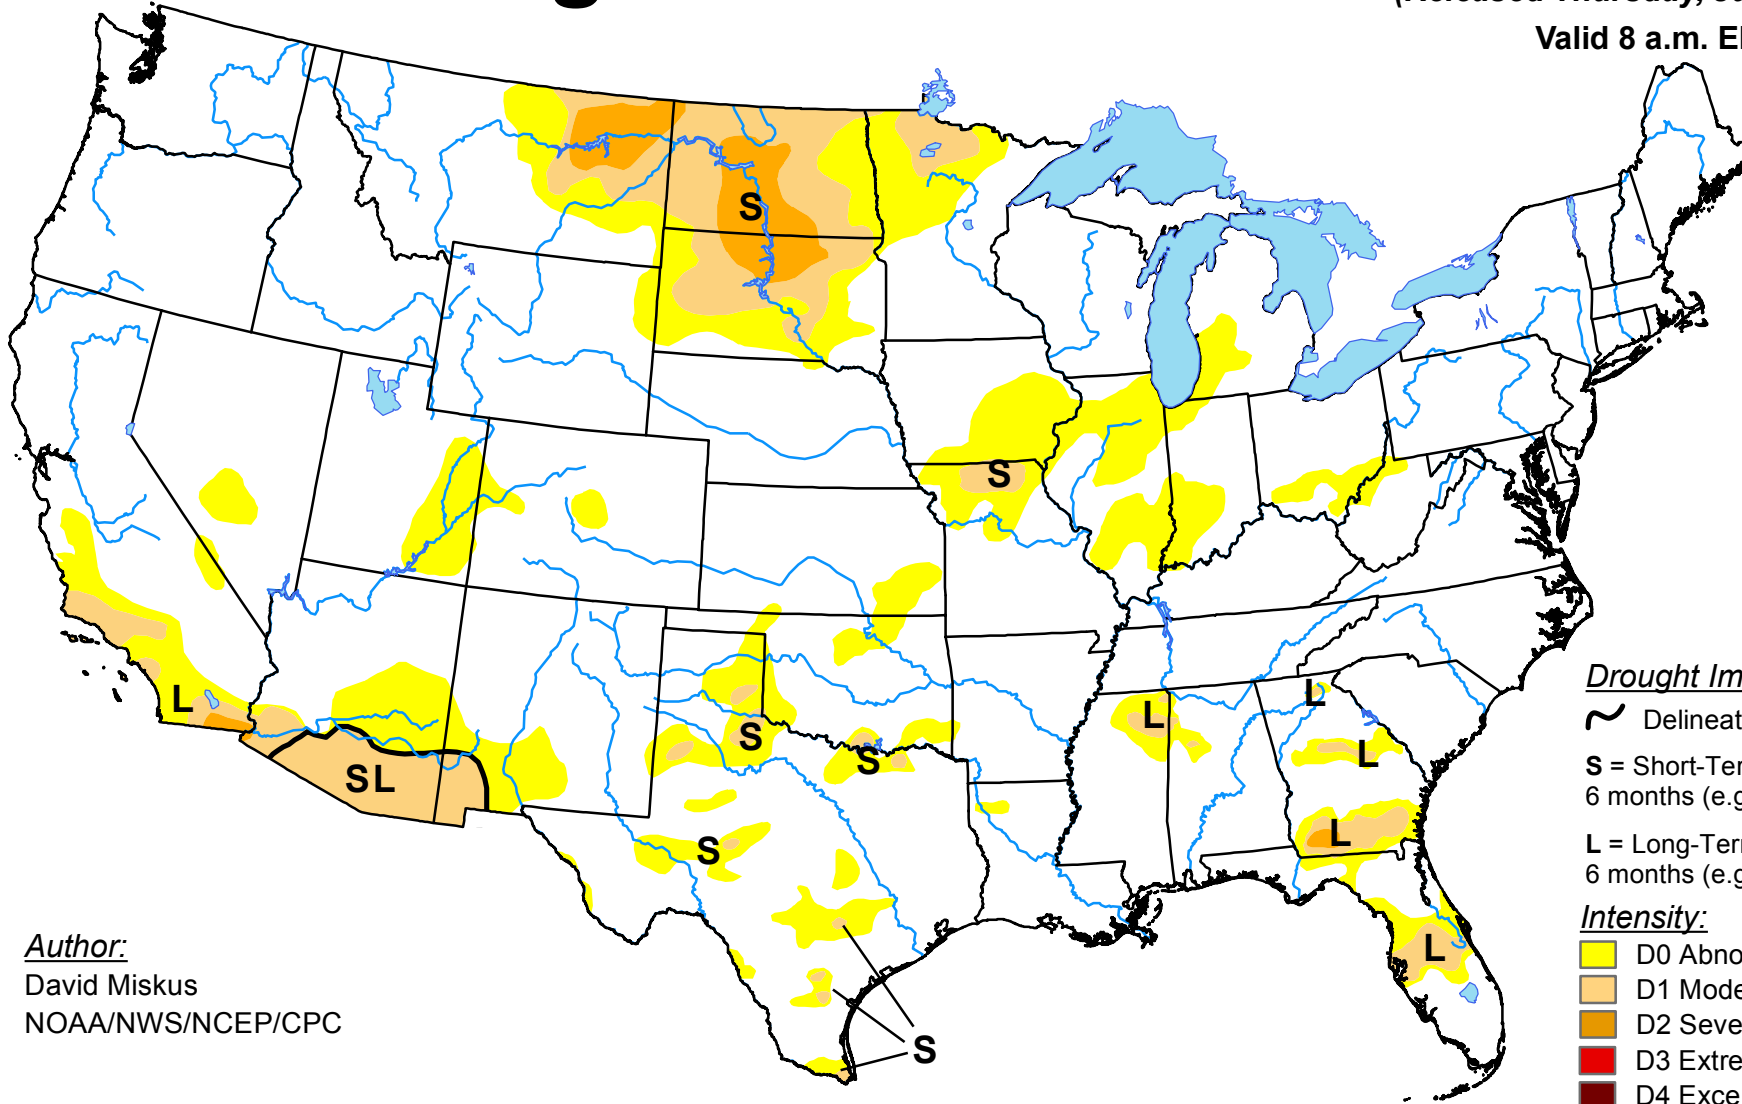 Valid 8 a.m.
S
S
L
SL
S
S
S
S
L
L
L
L
L
Drought
Delineat
S = Short-Ter
6 months (e.g
L = Long-Ter
6 months (e.g
Intensity:
D0 Abno
D1 Mode
D2 Seve
D3 Extre
D4 Exce
Author:
David Miskus
NOAA/NWS/NCEP/CPC